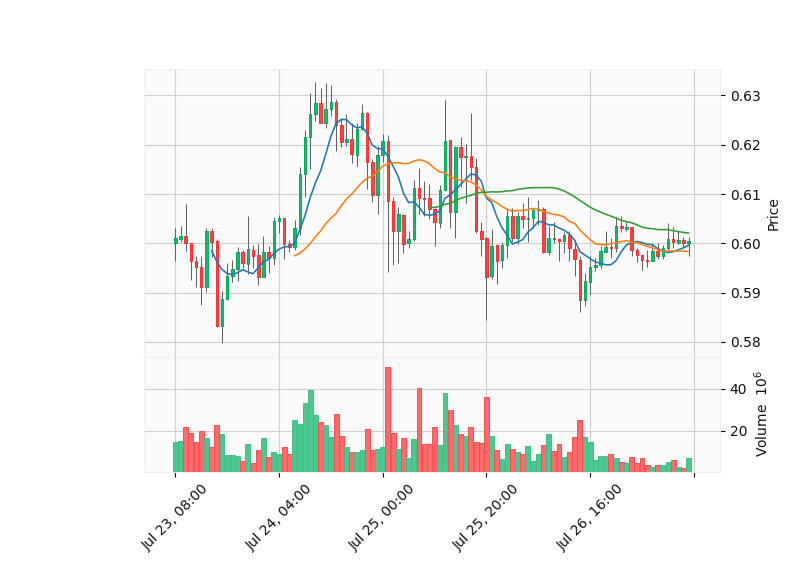 0.63
0.62
0.61
0.60
0.59
0.58
Price
40
20
Volume 10^6
Jul 23, 08:00
Jul 24, 04:00
Jul 25, 00:00
Jul 25, 20:00
Jul 26, 16:00